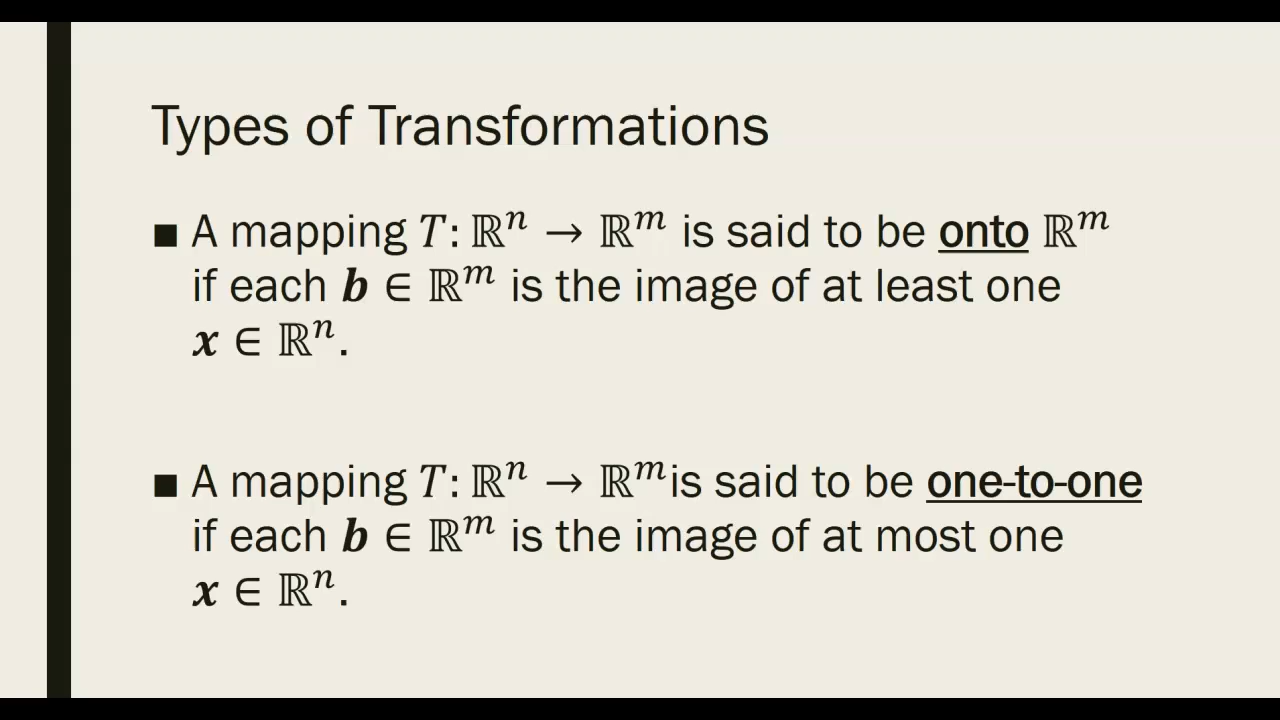 Types of Transformations
■ A mapping 𝑇: ℝⁿ → ℝᵐ is said to be onto ℝᵐ
if each 𝒃 ∈ ℝᵐ is the image of at least one
𝒙 ∈ ℝⁿ.
■ A mapping 𝑇: ℝⁿ → ℝᵐis said to be one-to-one
if each 𝒃 ∈ ℝᵐ is the image of at most one
𝒙 ∈ ℝⁿ.